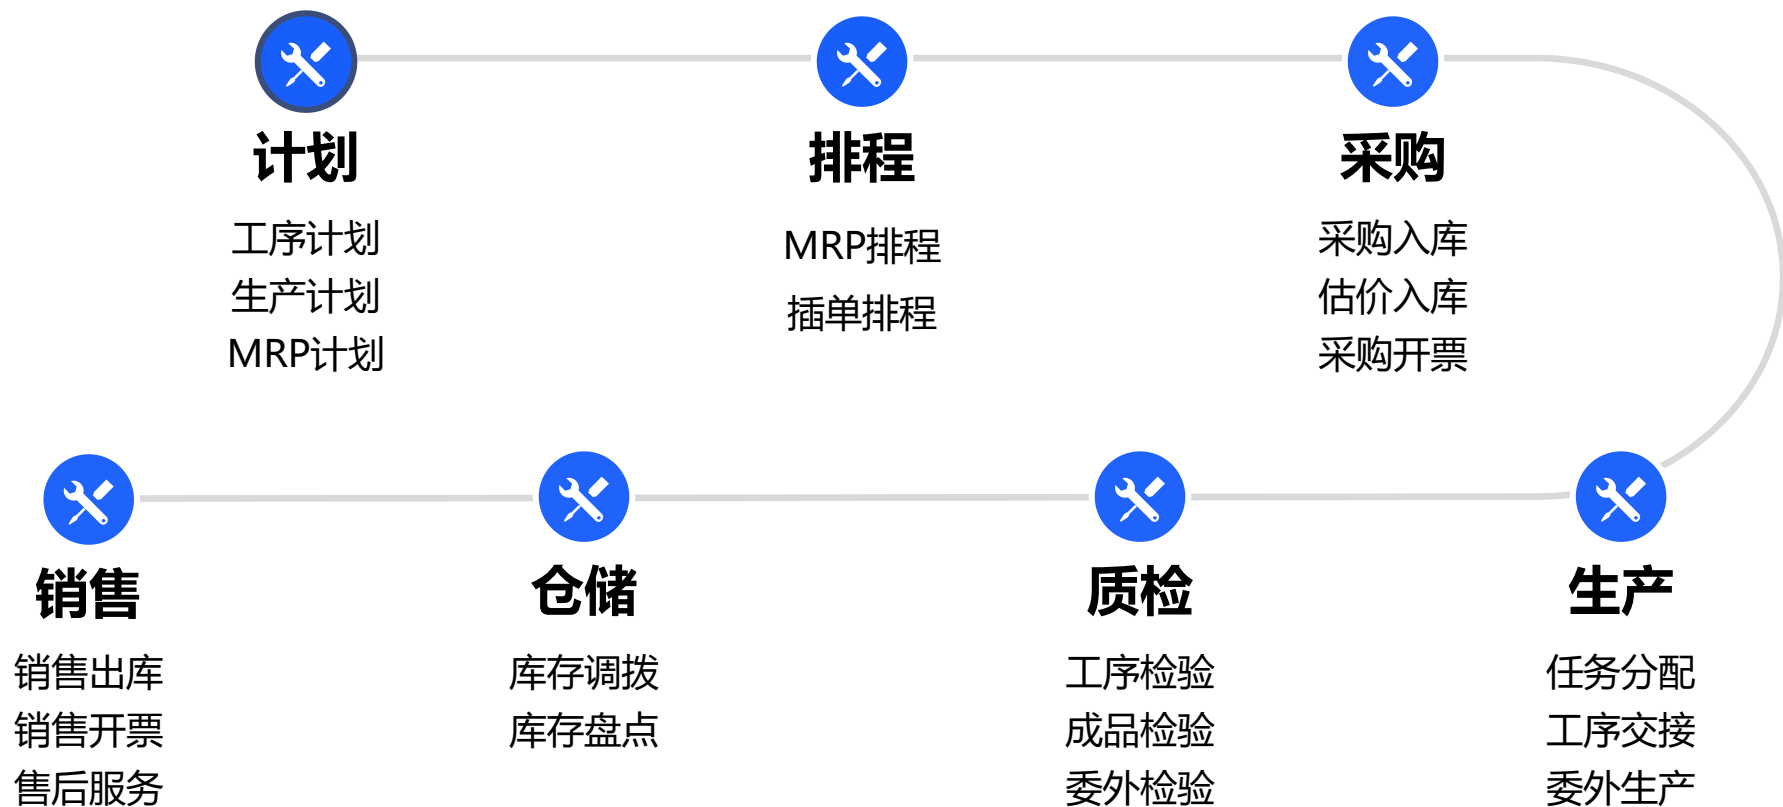 计划
工序计划
生产计划
MRP计划
排程
MRP排程
插单排程
采购
采购入库
估价入库
采购开票
销售
销售出库
销售开票
售后服务
仓储
库存调拨
库存盘点
质检
工序检验
成品检验
委外检验
生产
任务分配
工序交接
委外生产